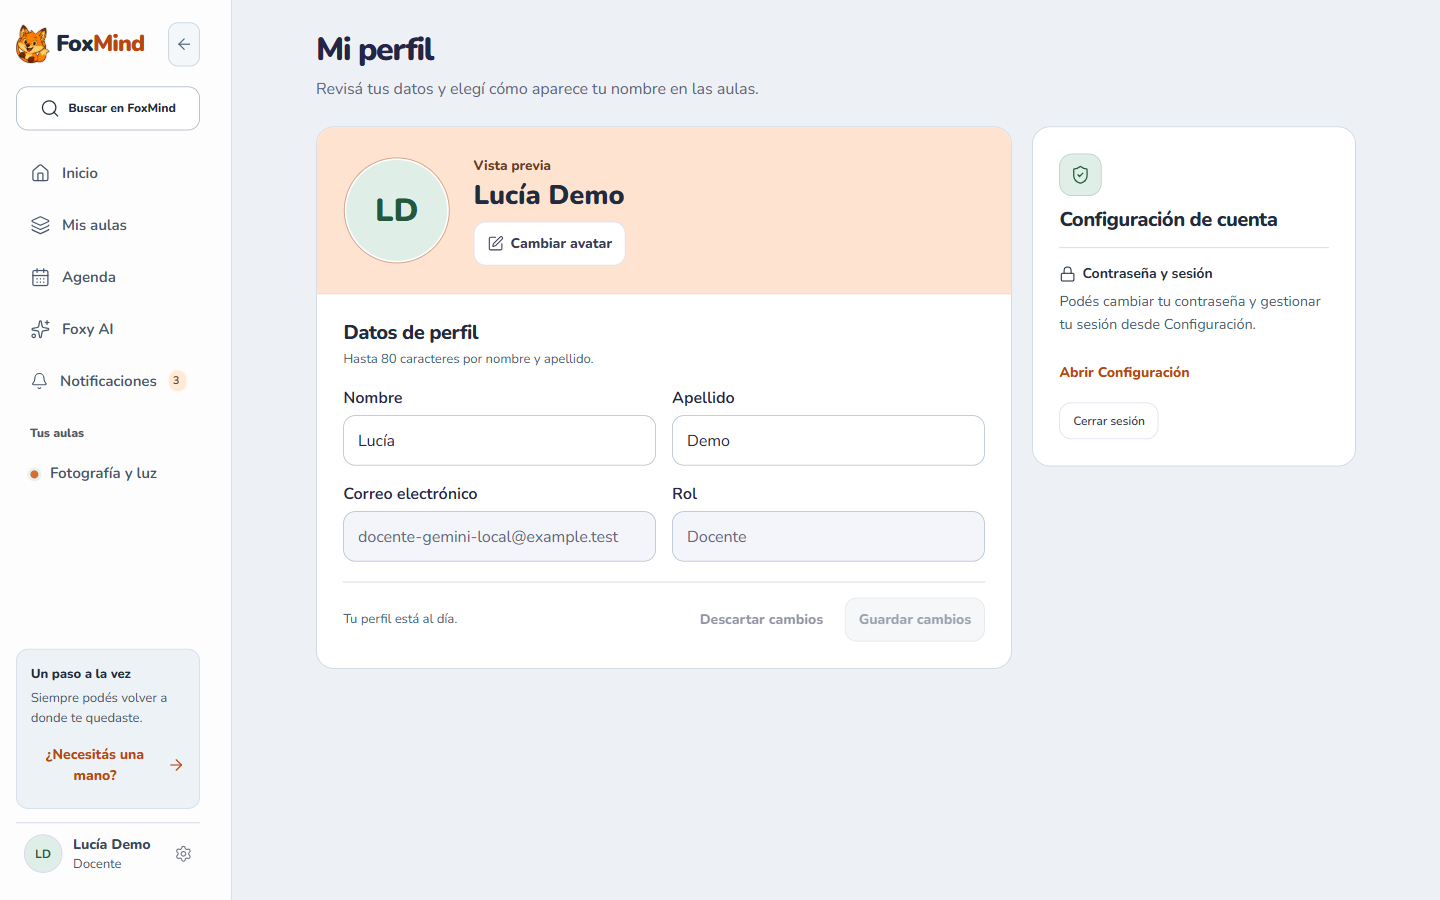 FoxMind
Buscar en FoxMind
Inicio
Mis aulas
Agenda
Foxy AI
Notificaciones 3
Tus aulas
Fotografía y luz
Un paso a la vez
Siempre podés volver a
donde te quedaste.
¿Necesitás una
mano?
LD
Lucía Demo
Docente
Mi perfil
Revisá tus datos y elegí cómo aparece tu nombre en las aulas.
LD
Vista previa
Lucía Demo
Cambiar avatar
Datos de perfil
Hasta 80 caracteres por nombre y apellido.
Nombre
Apellido
Lucía
Demo
Correo electrónico
Rol
docente-gemini-local@example.test
Docente
Tu perfil está al día.
Descartar cambios
Guardar cambios
Configuración de cuenta
Contraseña y sesión
Podés cambiar tu contraseña y gestionar
tu sesión desde Configuración.
Abrir Configuración
Cerrar sesión